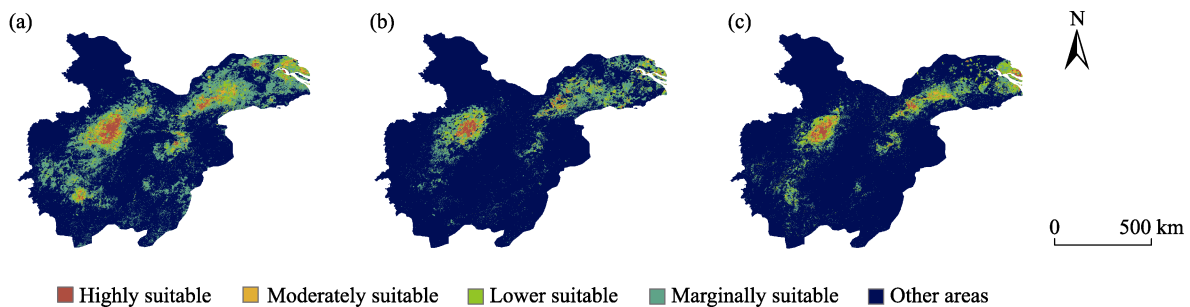 (a) (b) (c) N
0 500 km
Highly suitable Moderately suitable Lower suitable Marginally suitable Other areas